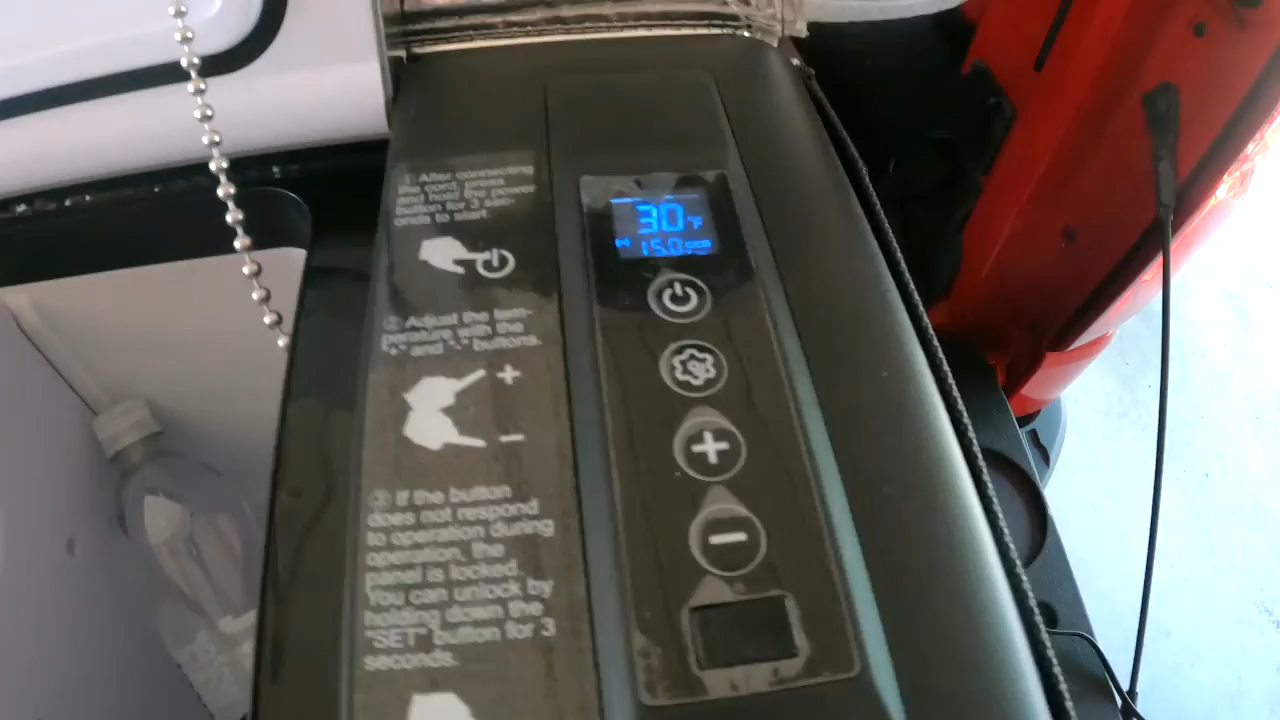 ① After connecting
the cord, press
and hold the power
button for 3 sec-
onds to start.
② Adjust the tem-
perature with the
"+" and "-" buttons.
+
−
③ If the button
does not respond
to operation during
operation, the
panel is locked.
You can unlock by
holding down the
"SET" button for 3
seconds.
30°F
15.0